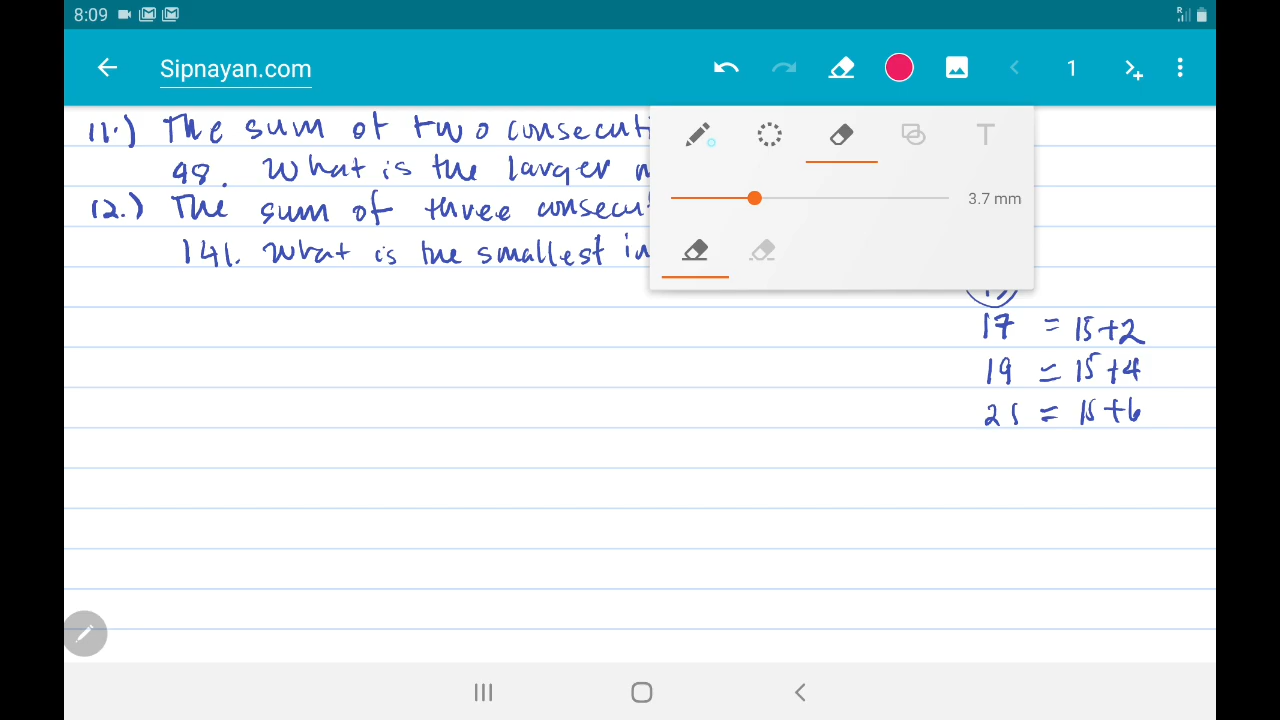 8:09
Sipnayan.com
1
11.) The sum of two consecuti
98. What is the larger
12.) The sum of three consecu
141. What is the smallest in
T
3.7 mm
17 = 15+2
19 = 15+4
21 = 15+6